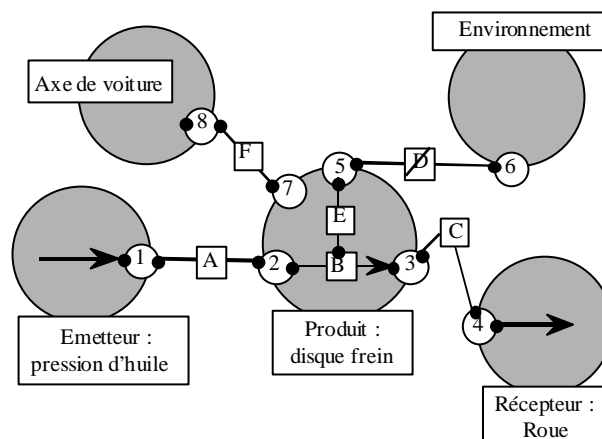 Environnement
Axe de voiture
8
F
7
5
D
6
E
C
1
A
2
B
3
4
Emetteur :
pression d'huile
Produit :
disque frein
Récepteur :
Roue